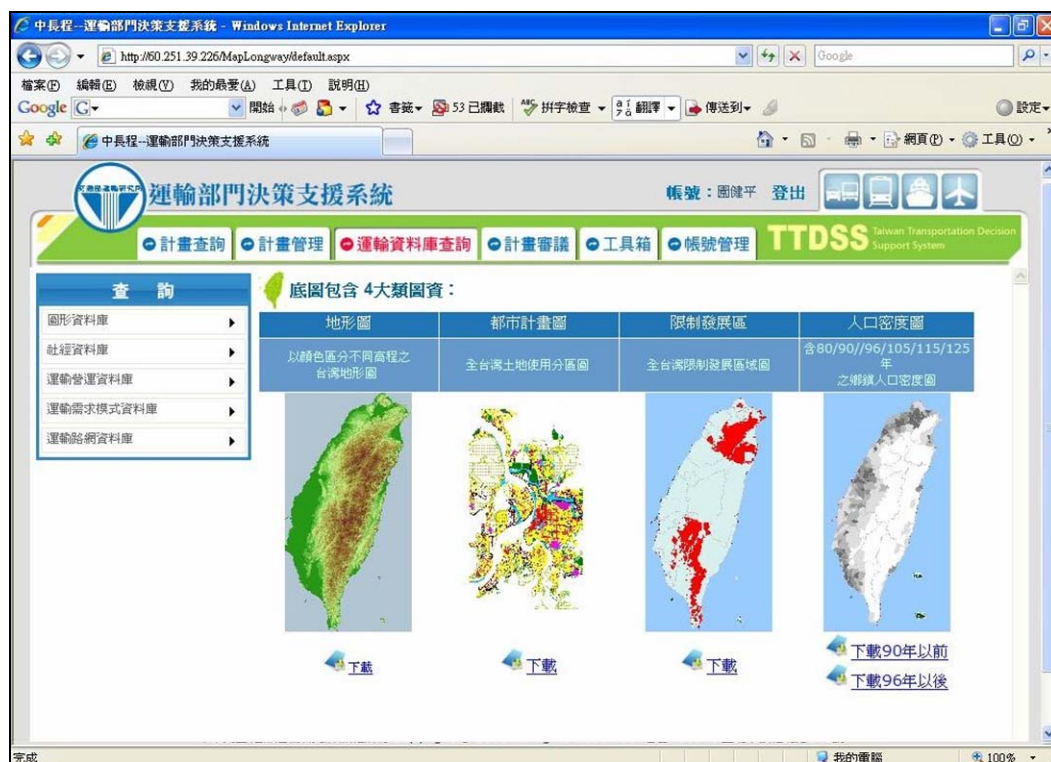 中長程--運輸部門決策支援系統 - Windows Internet Explorer
http://60.251.39.226/MapLongway/default.aspx
Google
檔案(F) 編輯(E) 檢視(V) 我的最愛(A) 工具(T) 說明(H)
Google G 開始 書籤 53 已攔截 ABC 拼字檢查 翻譯 傳送到 設定
中長程--運輸部門決策支援系統
網頁(P) 工具(O)
運輸部門決策支援系統
帳號：團健平 登出
計畫查詢 計畫管理 運輸資料庫查詢 計畫審議 工具箱 帳號管理
TTDSS Taiwan Transportation Decision
Support System
查 詢
圖形資料庫
社經資料庫
運輸營運資料庫
運輸需求模式資料庫
運輸路網資料庫
底圖包含 4大類圖資：
地形圖 都市計畫圖 限制發展區 人口密度圖
以顏色區分不同高程之
台灣地形圖
全台灣土地使用分區圖
全台灣限制發展區域圖
含80/90//96/105/115/125
年
之鄉鎮人口密度圖
下載 下載 下載
下載90年以前
下載96年以後
完成 我的電腦 100%